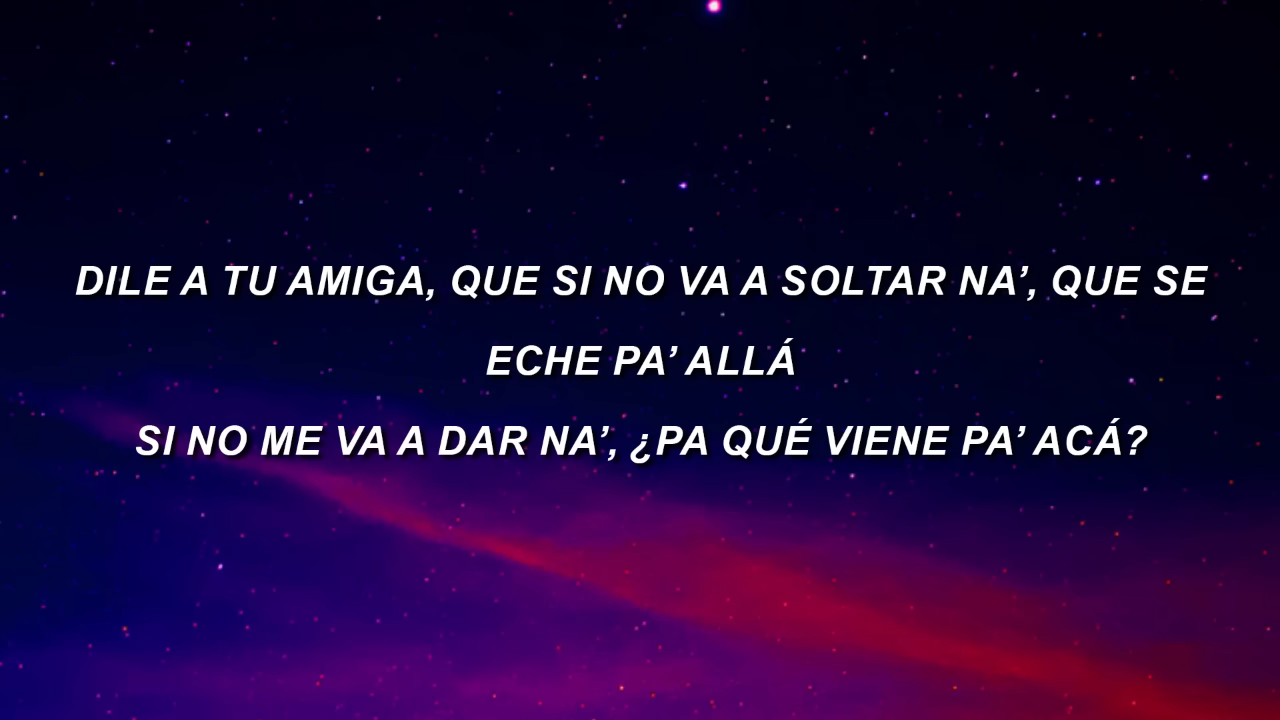 DILE A TU AMIGA, QUE SI NO VA A SOLTAR NA’, QUE SE
ECHE PA’ ALLÁ
SI NO ME VA A DAR NA’, ¿PA QUÉ VIENE PA’ ACÁ?